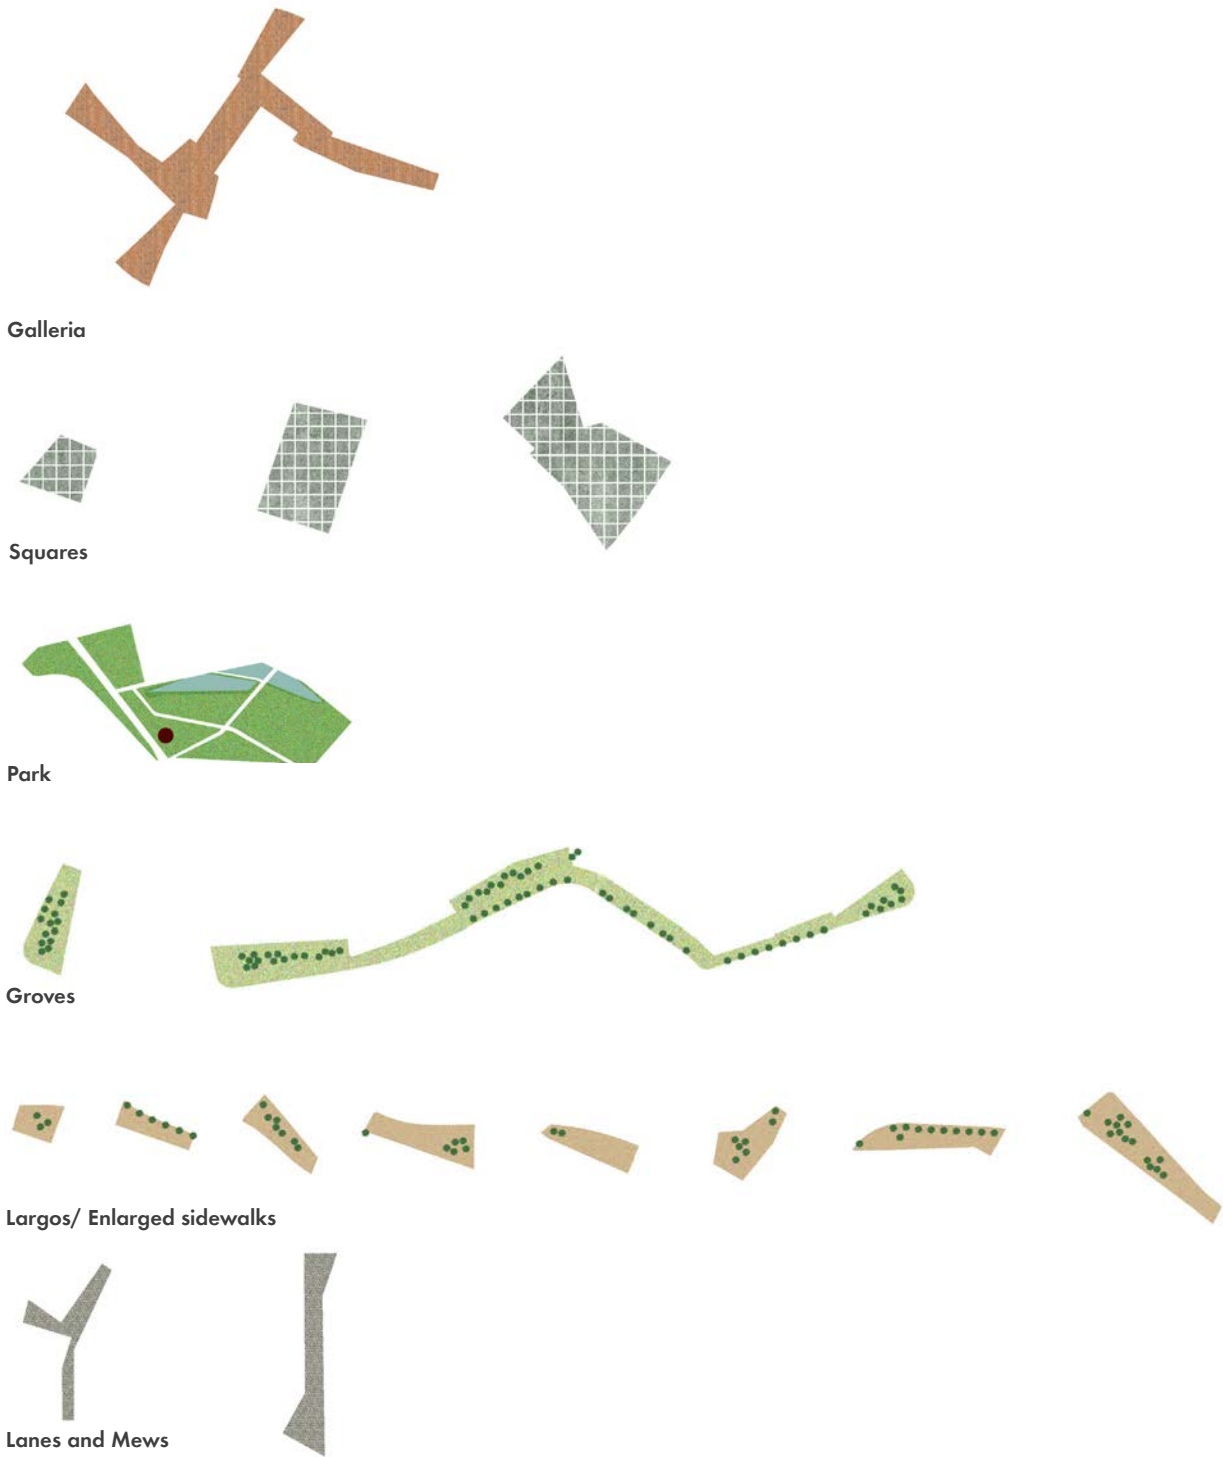 Galleria
Squares
Park
Groves
Largos/ Enlarged sidewalks
Lanes and Mews